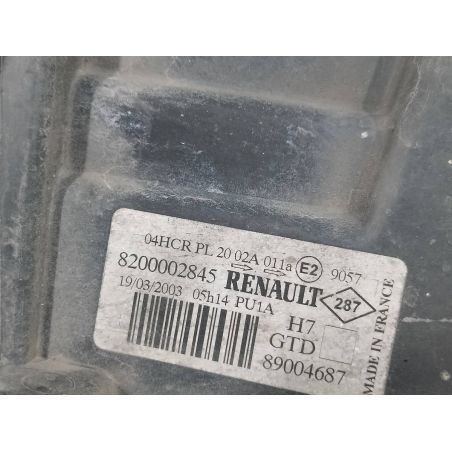 04HCR PL 20 02A 011a E2 9057
8200002845 RENAULT 287
19/03/2003 05h14 PU1A
H7
GTD
89004687
MADE IN FRANCE